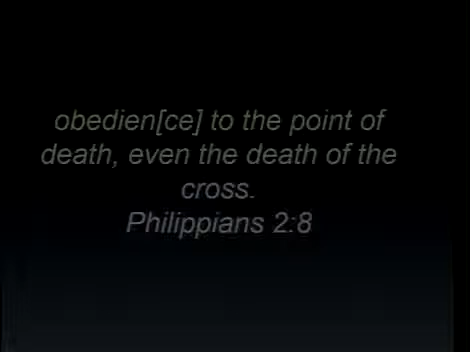 obedien[ce] to the point of
death, even the death of the
cross.
Philippians 2:8